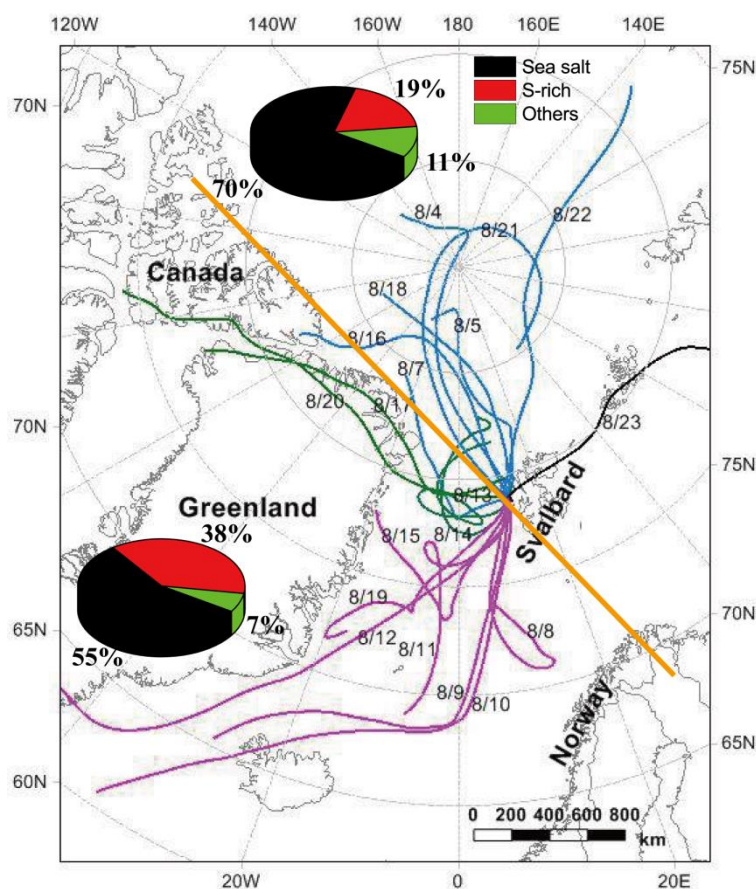 120W 140W 160W 180 160E 140E
75N
70N
Sea salt
S-rich
Others
19%
11%
70%
8/4
8/21
8/22
Canada
8/18
8/5
8/16
8/7
8/20
8/17
8/23
70N
75N
8/13
Svalbard
Greenland
38%
8/15
8/14
7%
55%
8/19
8/12
8/11
8/8
8/9
8/10
70N
65N
Norway
65N
60N
0 200 400 600 800
km
20W 0 20E